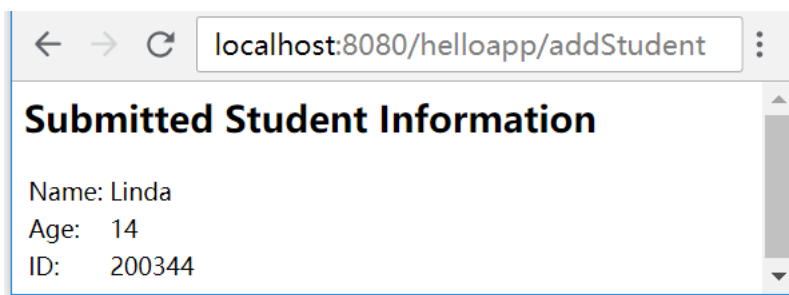 localhost:8080/helloapp/addStudent
Submitted Student Information
Name: Linda
Age: 14
ID: 200344